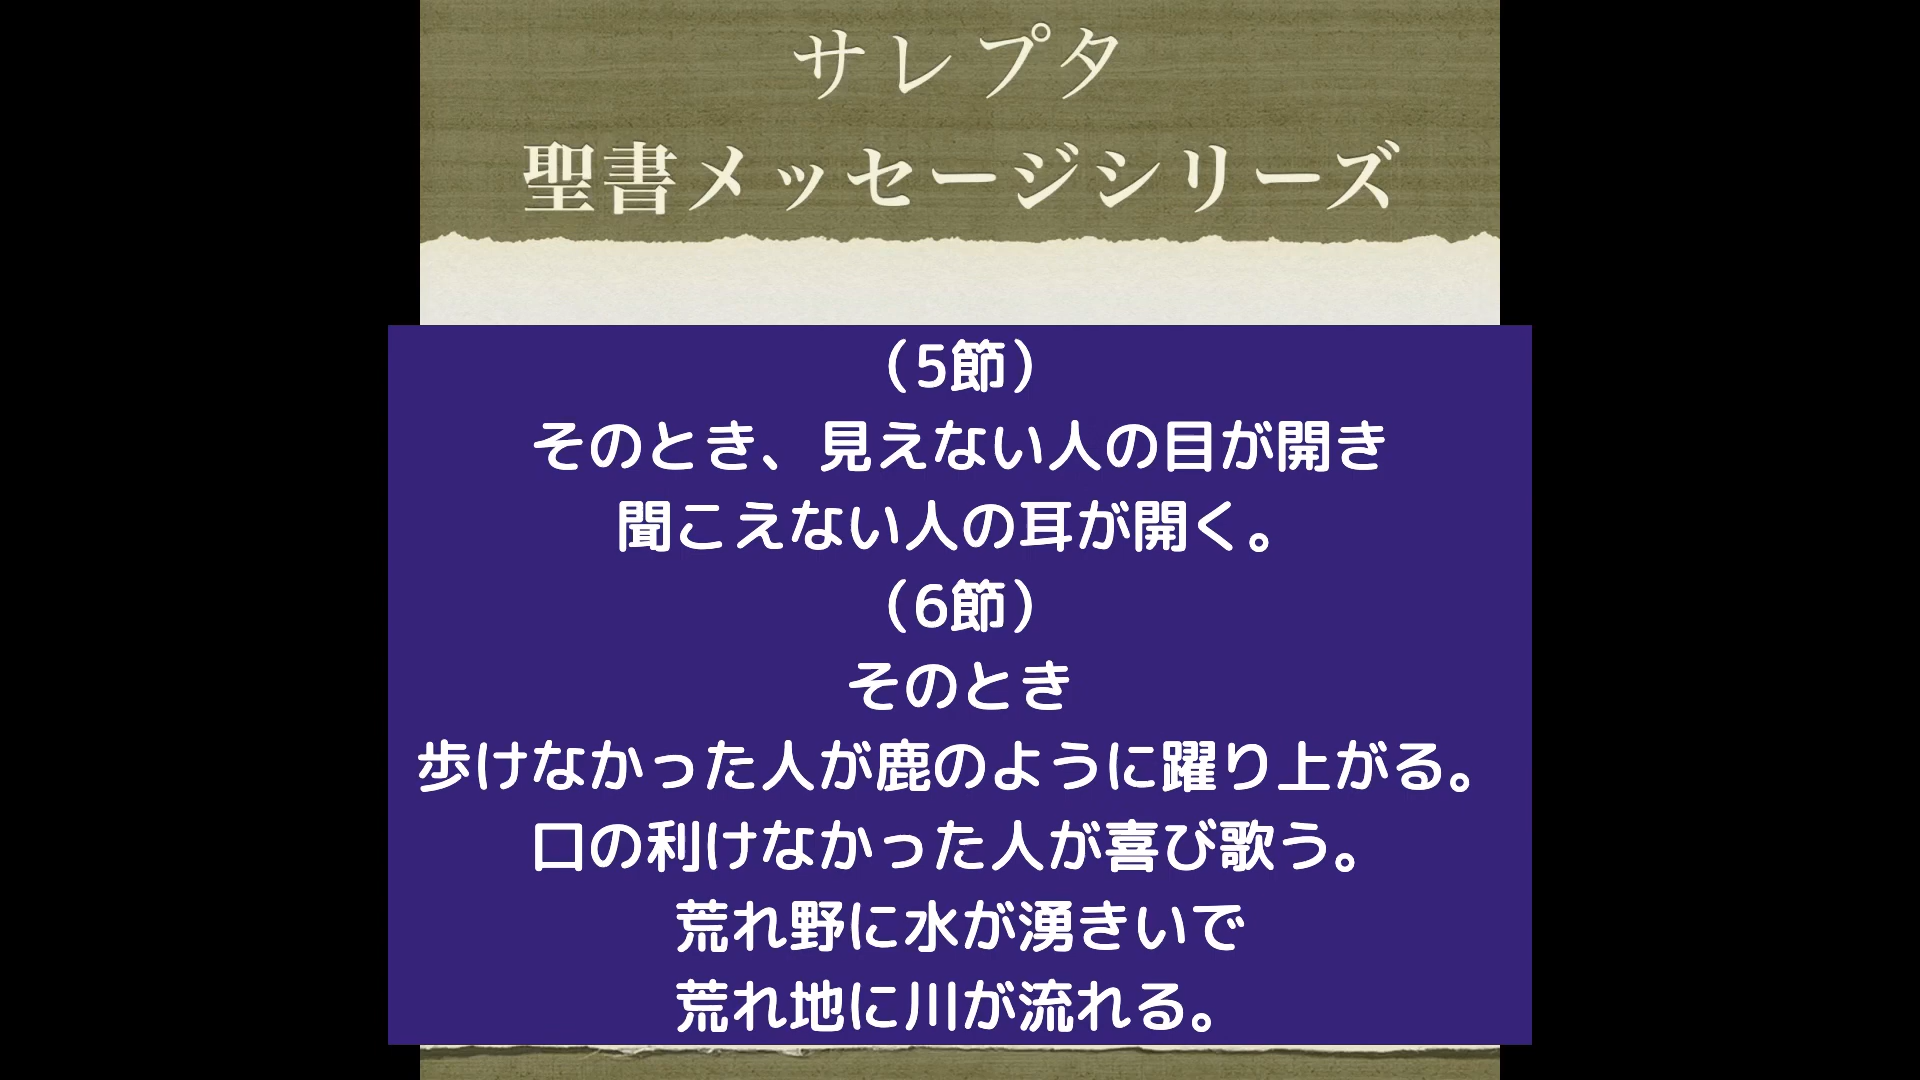 サレプタ
聖書メッセージシリーズ
（5節）
そのとき、見えない人の目が開き
聞こえない人の耳が開く。
（6節）
そのとき
歩けなかった人が鹿のように躍り上がる。
口の利けなかった人が喜び歌う。
荒れ野に水が湧きいで
荒れ地に川が流れる。